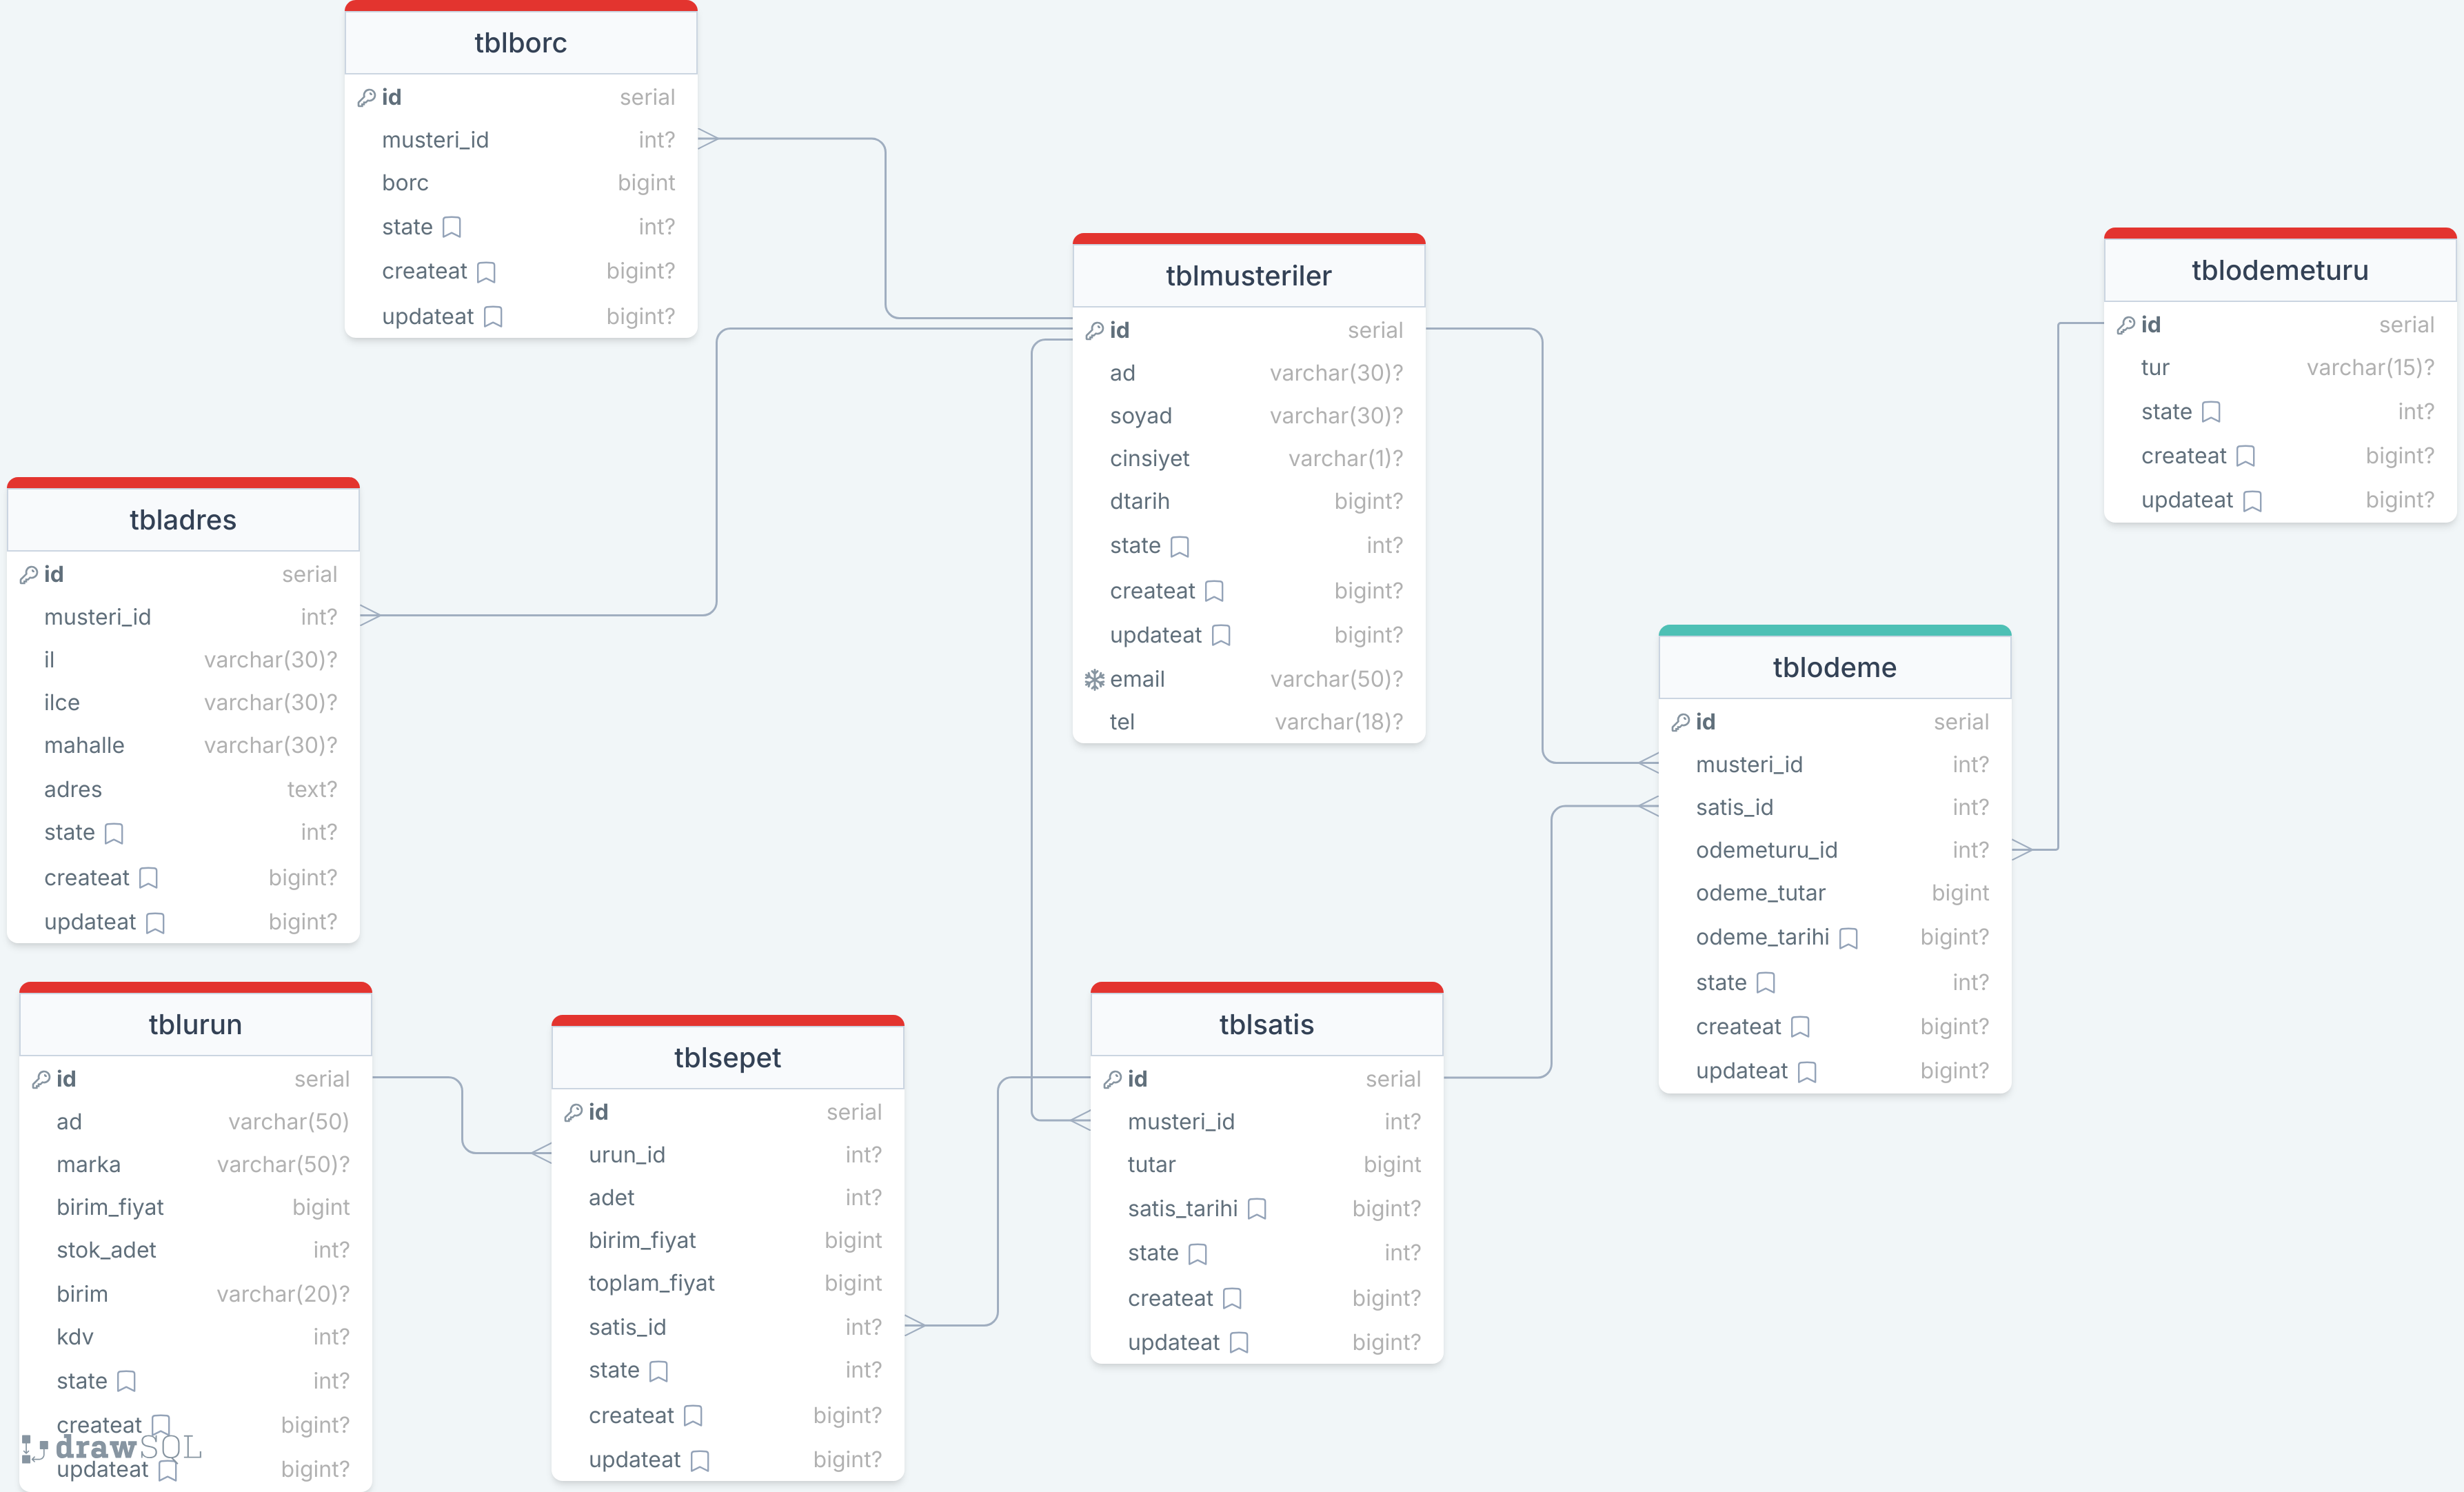 tblborc
id serial
musteri_id int?
borc bigint
state int?
createat bigint?
updateat bigint?
tblmusteriler
id serial
ad varchar(30)?
soyad varchar(30)?
cinsiyet varchar(1)?
dtarih bigint?
state int?
createat bigint?
updateat bigint?
email varchar(50)?
tel varchar(18)?
tblodemeturu
id serial
tur varchar(15)?
state int?
createat bigint?
updateat bigint?
tbladres
id serial
musteri_id int?
il varchar(30)?
ilce varchar(30)?
mahalle varchar(30)?
adres text?
state int?
createat bigint?
updateat bigint?
tblodeme
id serial
musteri_id int?
satis_id int?
odemeturu_id int?
odeme_tutar bigint
odeme_tarihi bigint?
state int?
createat bigint?
updateat bigint?
tblurun
id serial
ad varchar(50)
marka varchar(50)?
birim_fiyat bigint
stok_adet int?
birim varchar(20)?
kdv int?
state int?
createat bigint?
updateat bigint?
tblsepet
id serial
urun_id int?
adet int?
birim_fiyat bigint
toplam_fiyat bigint
satis_id int?
state int?
createat bigint?
updateat bigint?
tblsatis
id serial
musteri_id int?
tutar bigint
satis_tarihi bigint?
state int?
createat bigint?
updateat bigint?
drawSQL